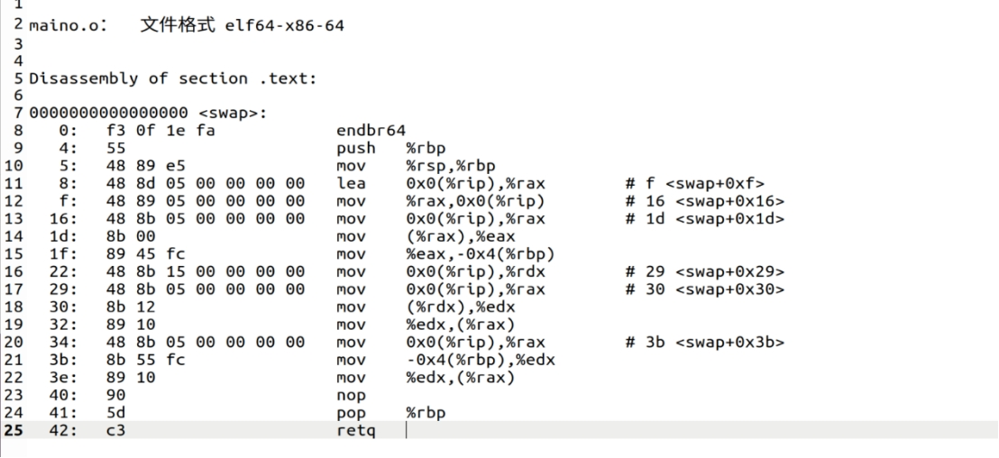 1
2 maino.o：     文件格式 elf64-x86-64
3
4
5 Disassembly of section .text:
6
7 0000000000000000 <swap>:
8    0:   f3 0f 1e fa             endbr64
9    4:   55                      push   %rbp
10    5:   48 89 e5                mov    %rsp,%rbp
11    8:   48 8d 05 00 00 00 00    lea    0x0(%rip),%rax        # f <swap+0xf>
12    f:   48 89 05 00 00 00 00    mov    %rax,0x0(%rip)        # 16 <swap+0x16>
13   16:   48 8b 05 00 00 00 00    mov    0x0(%rip),%rax        # 1d <swap+0x1d>
14   1d:   8b 00                   mov    (%rax),%eax
15   1f:   89 45 fc                mov    %eax,-0x4(%rbp)
16   22:   48 8b 15 00 00 00 00    mov    0x0(%rip),%rdx        # 29 <swap+0x29>
17   29:   48 8b 05 00 00 00 00    mov    0x0(%rip),%rax        # 30 <swap+0x30>
18   30:   8b 12                   mov    (%rdx),%edx
19   32:   89 10                   mov    %edx,(%rax)
20   34:   48 8b 05 00 00 00 00    mov    0x0(%rip),%rax        # 3b <swap+0x3b>
21   3b:   8b 55 fc                mov    -0x4(%rbp),%edx
22   3e:   89 10                   mov    %edx,(%rax)
23   40:   90                      nop
24   41:   5d                      pop    %rbp
25   42:   c3                      retq